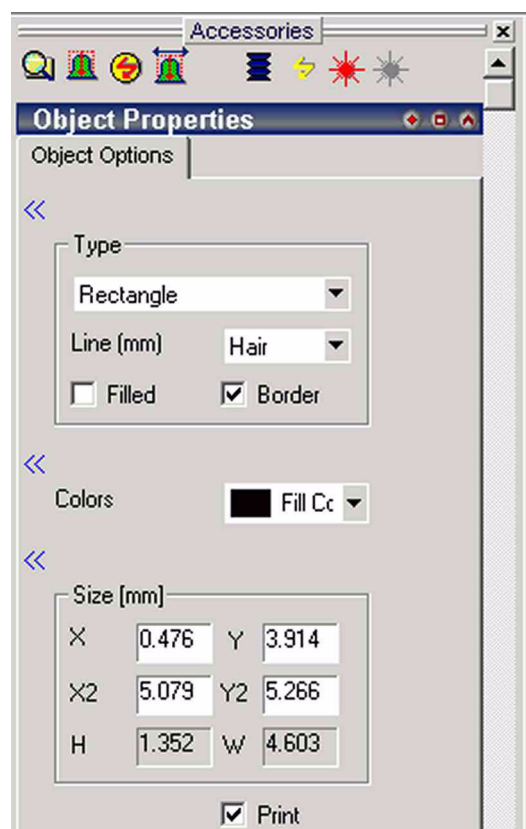 Accessories
Object Properties
Object Options
Type
Rectangle
Line (mm) Hair
Filled Border
Colors Fill Cc
Size [mm]
X 0.476 Y 3.914
X2 5.079 Y2 5.266
H 1.352 W 4.603
Print